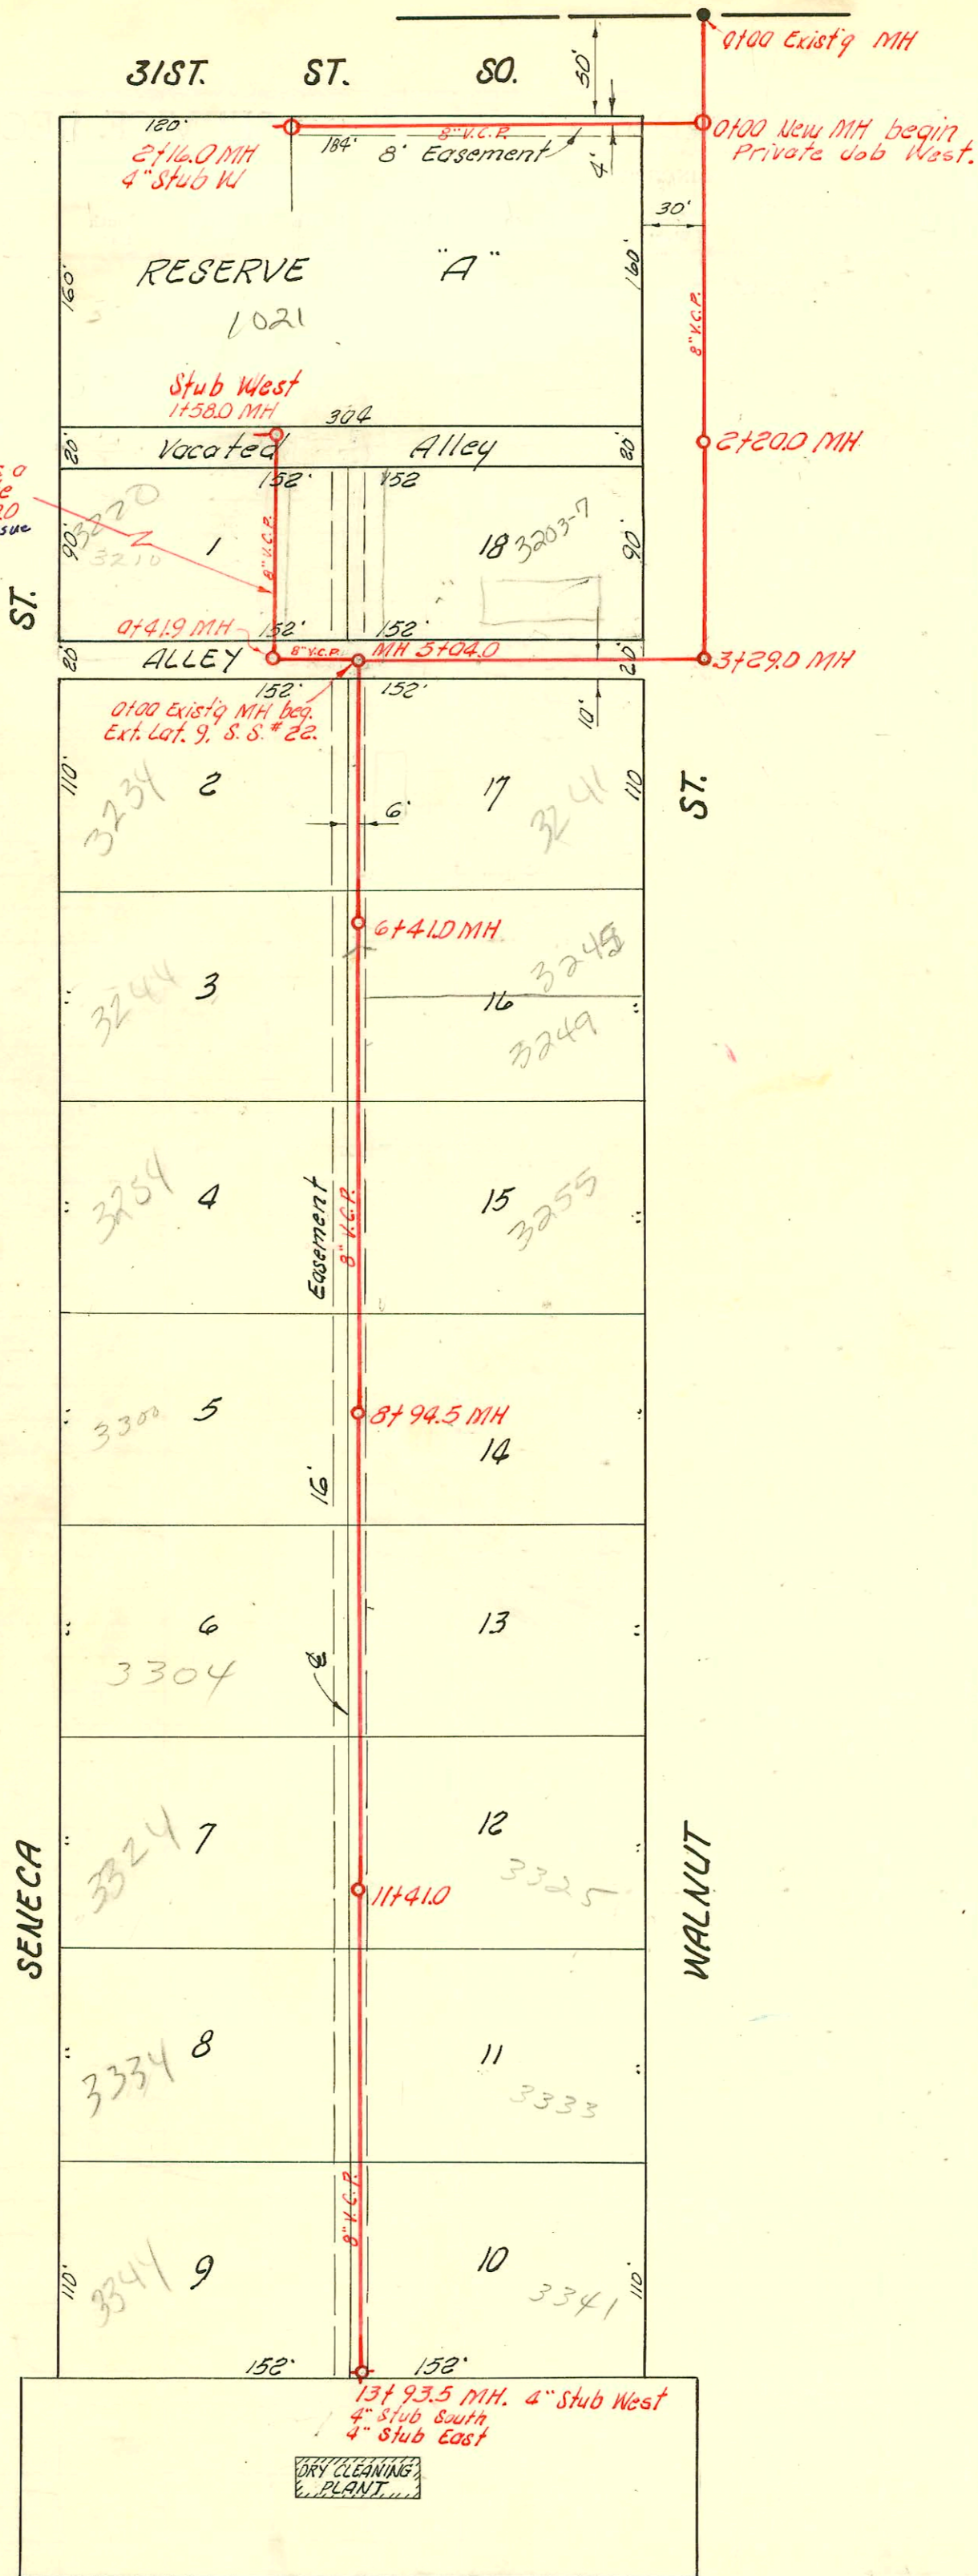 0+00 Exist'g MH
50'
31ST. ST. SO.
120'
8" V.C.P.
0+00 New MH begin
Private Job West.
2+16.0 MH
4" Stub W
184'
8' Easement
4'
30'
160'
RESERVE "A"
160'
1021
8" V.C.P.
Stub West
1+58.0 MH
304
20'
Vacated Alley
20'
2+20.0 MH
152'
152
90'
3220
3210
1
8" V.C.P.
18
3203-7
90'
ST.
0+41.9 MH
152'
152'
20'
ALLEY
8" V.C.P.
MH 5+04.0
20'
3+29.0 MH
152'
152'
0+00 Exist'g MH beg.
Ext. Lat. 9, S.S. #22.
10'
110'
3234
2
17
3241
110
ST.
6'
6+41.0 MH
3244
3
16
3245
3249
3254
4
Easement
8" V.C.P.
15
3255
3300
5
8+94.5 MH
14
16'
6
13
3304
℄
3324
7
12
3325
SENECA
WALNUT
11+41.0
8
3334
11
3333
8" V.C.P.
110'
3344
9
10
3341
110'
152'
152'
13+93.5 MH. 4" Stub West
4" Stub South
4" Stub East
DRY CLEANING
PLANT